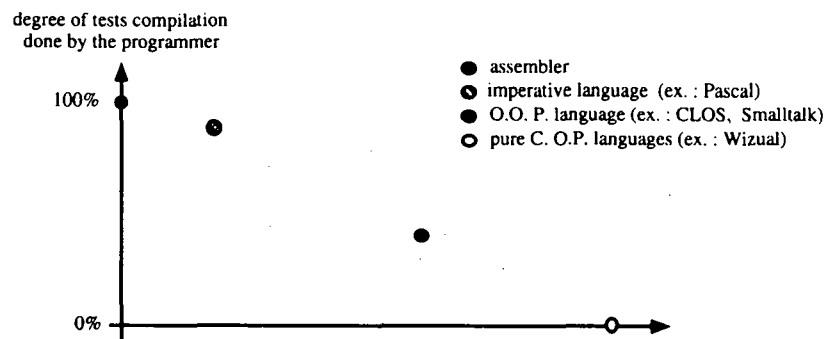 degree of tests compilation
done by the programmer
assembler
imperative language (ex. : Pascal)
O.O. P. language (ex. : CLOS, Smalltalk)
pure C. O.P. languages (ex. : Wizual)
100%
0%